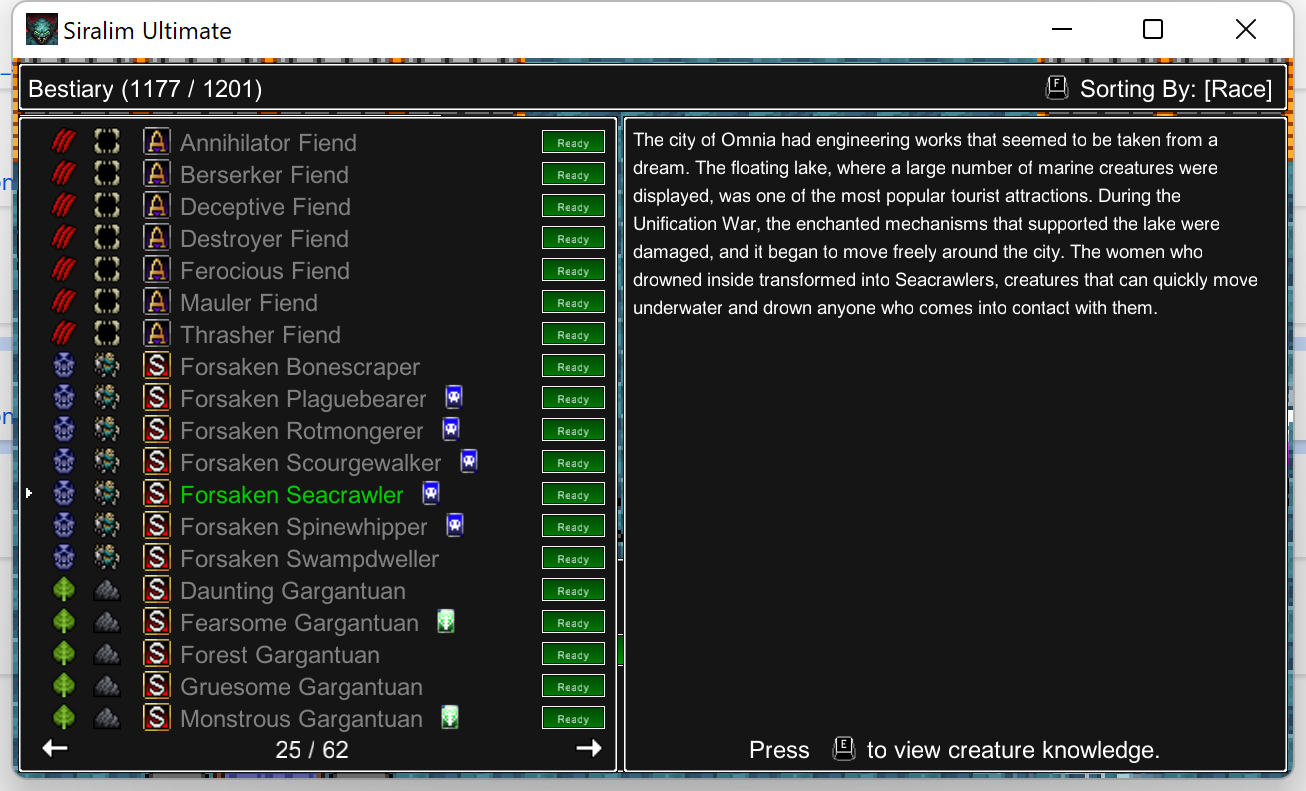 Siralim Ultimate
Bestiary (1177 / 1201)
F Sorting By: [Race]
A Annihilator Fiend Ready
A Berserker Fiend Ready
A Deceptive Fiend Ready
A Destroyer Fiend Ready
A Ferocious Fiend Ready
A Mauler Fiend Ready
A Thrasher Fiend Ready
S Forsaken Bonescraper Ready
S Forsaken Plaguebearer Ready
S Forsaken Rotmongerer Ready
S Forsaken Scourgewalker Ready
S Forsaken Seacrawler Ready
S Forsaken Spinewhipper Ready
S Forsaken Swampdweller Ready
S Daunting Gargantuan Ready
S Fearsome Gargantuan Ready
S Forest Gargantuan Ready
S Gruesome Gargantuan Ready
S Monstrous Gargantuan Ready
25 / 62
The city of Omnia had engineering works that seemed to be taken from a
dream. The floating lake, where a large number of marine creatures were
displayed, was one of the most popular tourist attractions. During the
Unification War, the enchanted mechanisms that supported the lake were
damaged, and it began to move freely around the city. The women who
drowned inside transformed into Seacrawlers, creatures that can quickly move
underwater and drown anyone who comes into contact with them.
Press E to view creature knowledge.